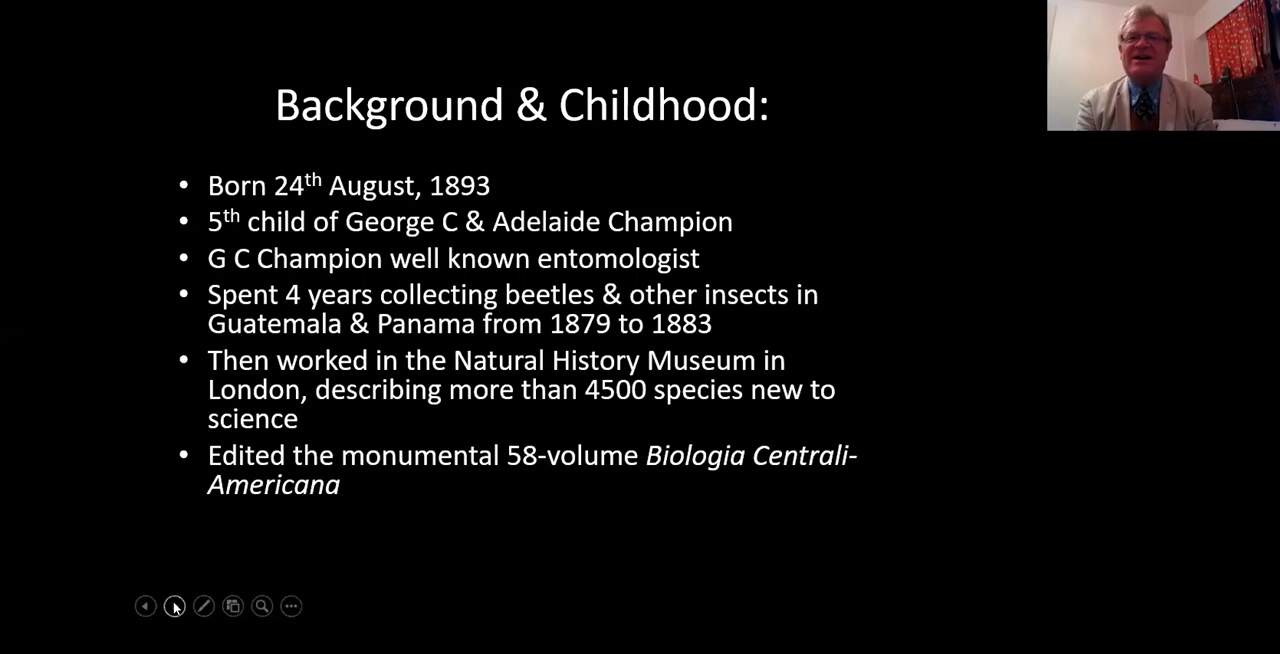 Background & Childhood:
• Born 24th August, 1893
• 5th child of George C & Adelaide Champion
• G C Champion well known entomologist
• Spent 4 years collecting beetles & other insects in
Guatemala & Panama from 1879 to 1883
• Then worked in the Natural History Museum in
London, describing more than 4500 species new to
science
• Edited the monumental 58-volume Biologia Centrali-
Americana